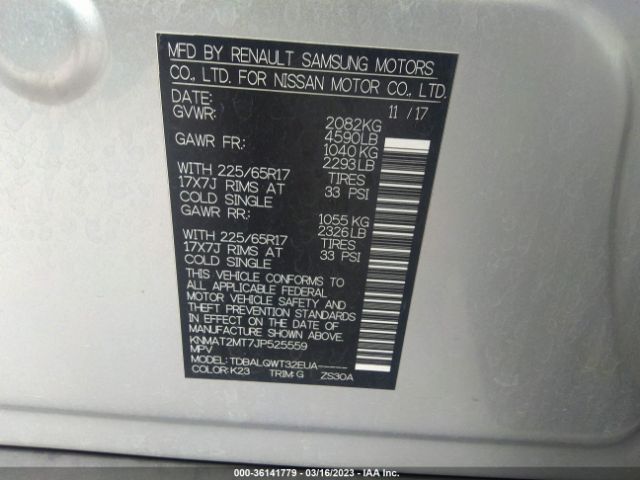 MFD BY RENAULT SAMSUNG MOTORS
CO., LTD. FOR NISSAN MOTOR CO., LTD.
DATE: 11 / 17
GVWR: 2082KG
4590LB
GAWR FR: 1040 KG
2293LB
WITH 225/65R17 TIRES
17X7J RIMS AT 33 PSI
COLD SINGLE
GAWR RR: 1055 KG
2326LB
WITH 225/65R17 TIRES
17X7J RIMS AT 33 PSI
COLD SINGLE
THIS VEHICLE CONFORMS TO
ALL APPLICABLE FEDERAL
MOTOR VEHICLE SAFETY AND
THEFT PREVENTION STANDARDS
IN EFFECT ON THE DATE OF
MANUFACTURE SHOWN ABOVE.
KNMAT2MT7JP525559
MPV
MODEL: TDBALQWT32EUA-----
COLOR: K23 TRIM: G ZS30A
000-36141779 - 03/16/2023 - IAA Inc.